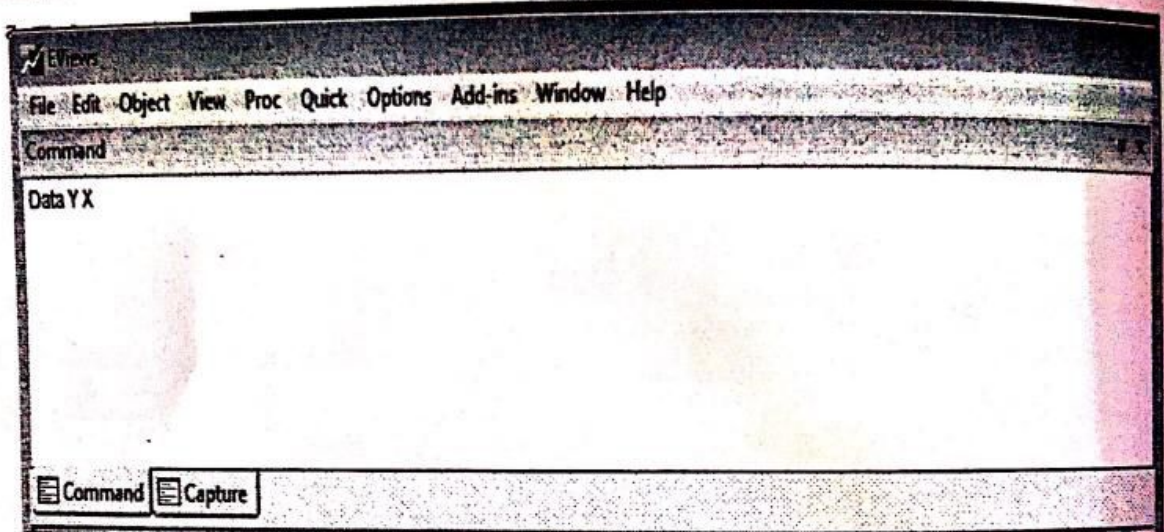 EViews
File Edit Object View Proc Quick Options Add-ins Window Help
Command
Data Y X
Command Capture